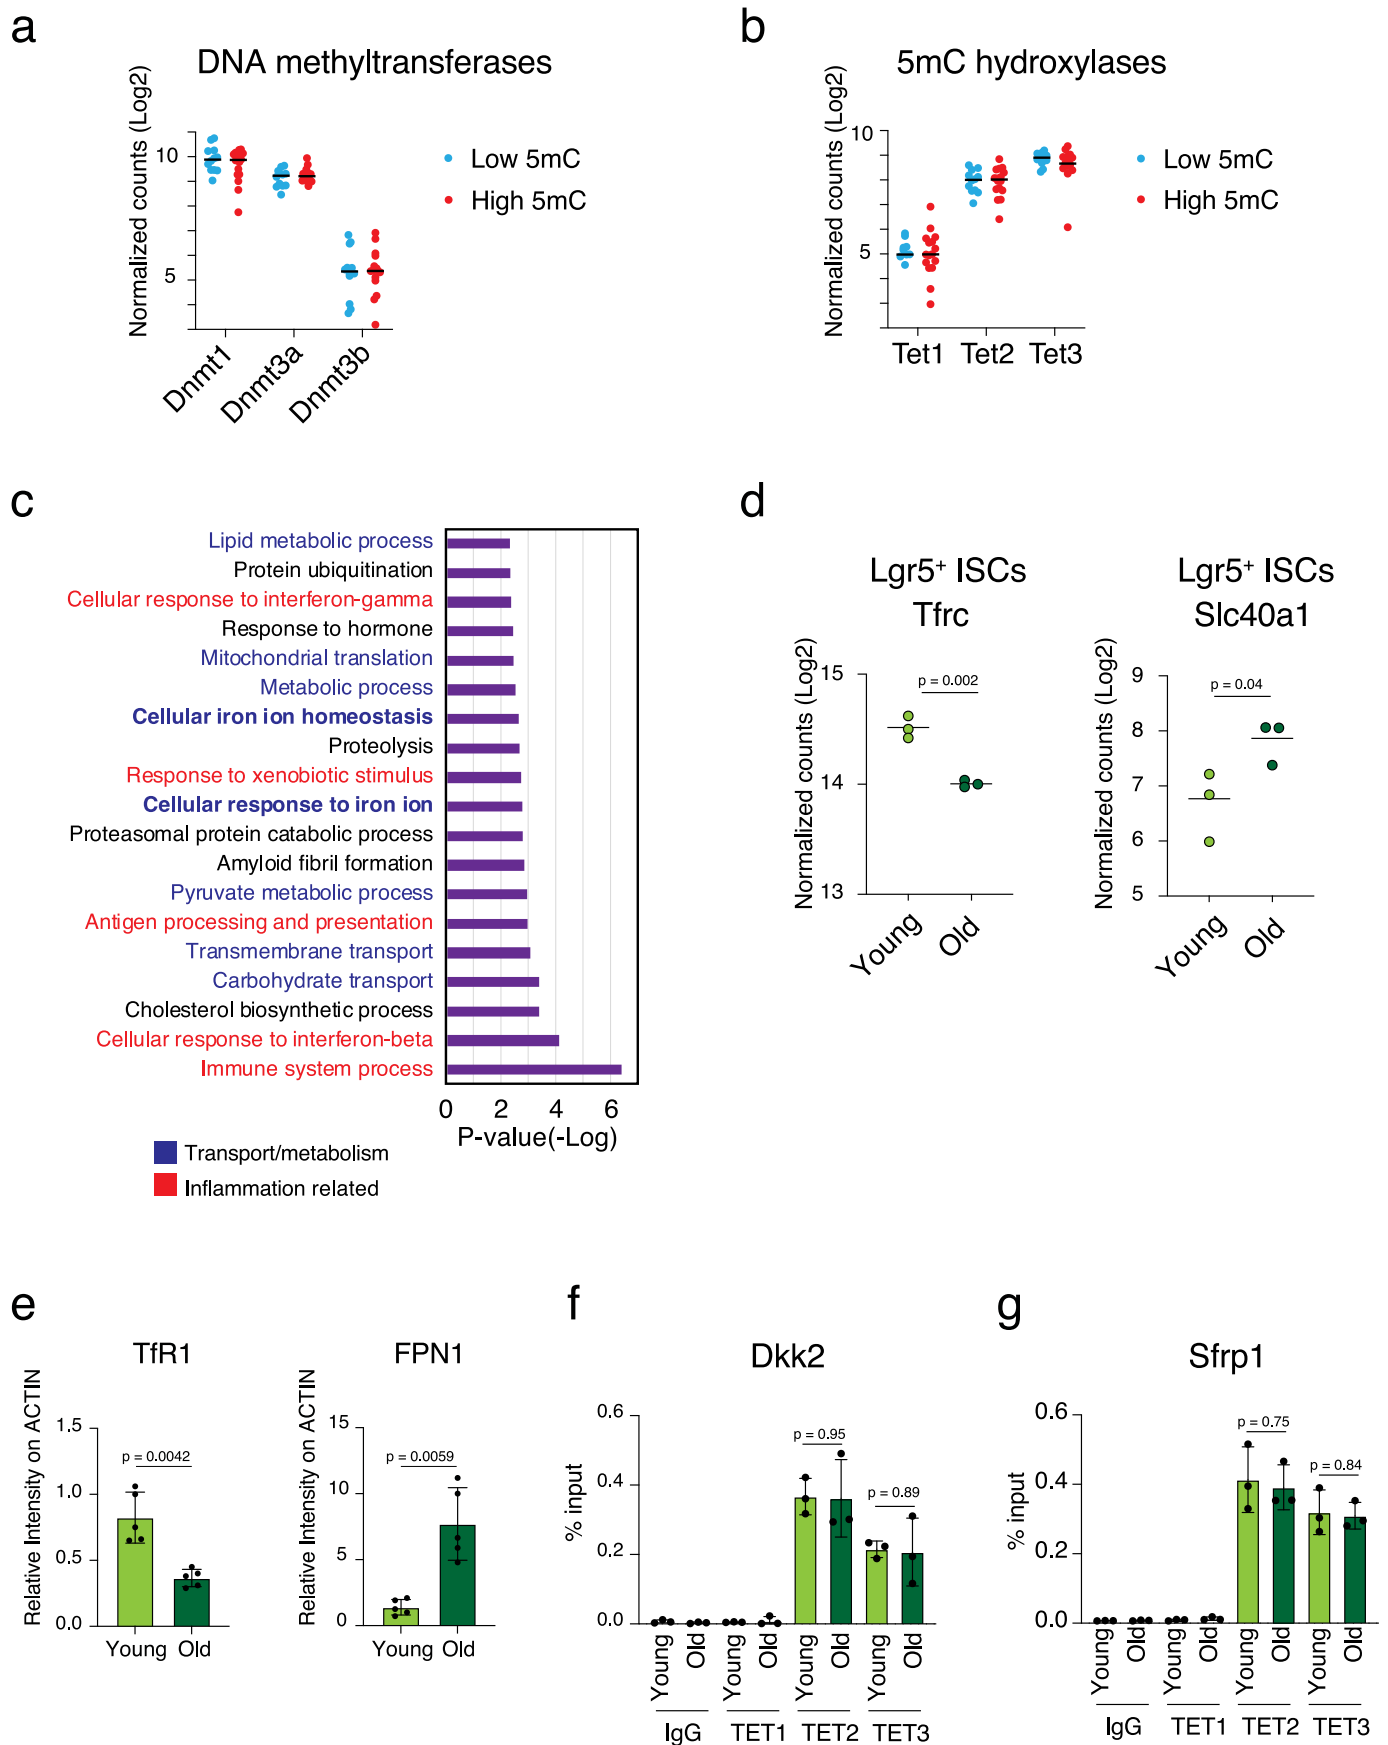 a
DNA methyltransferases
Normalized counts (Log2)
10
5
Low 5mC
High 5mC
Dnmt1
Dnmt3a
Dnmt3b
b
5mC hydroxylases
Normalized counts (Log2)
10
5
Low 5mC
High 5mC
Tet1 Tet2 Tet3
c
Lipid metabolic process
Protein ubiquitination
Cellular response to interferon-gamma
Response to hormone
Mitochondrial translation
Metabolic process
Cellular iron ion homeostasis
Proteolysis
Response to xenobiotic stimulus
Cellular response to iron ion
Proteasomal protein catabolic process
Amyloid fibril formation
Pyruvate metabolic process
Antigen processing and presentation
Transmembrane transport
Carbohydrate transport
Cholesterol biosynthetic process
Cellular response to interferon-beta
Immune system process
0 2 4 6
P-value(-Log)
Transport/metabolism
Inflammation related
d
Lgr5+ ISCs
Tfrc
Normalized counts (Log2)
15
14
13
p = 0.002
Young
Old
Lgr5+ ISCs
Slc40a1
Normalized counts (Log2)
9
8
7
6
5
p = 0.04
Young
Old
e
TfR1
Relative Intensity on ACTIN
1.5
1.0
0.5
0.0
p = 0.0042
Young Old
FPN1
Relative Intensity on ACTIN
15
10
5
0
p = 0.0059
Young Old
f
Dkk2
% input
0.6
0.4
0.2
0.0
p = 0.95
p = 0.89
Young Old Young Old Young Old Young Old
IgG TET1 TET2 TET3
g
Sfrp1
% input
0.6
0.4
0.2
0.0
p = 0.75
p = 0.84
Young Old Young Old Young Old Young Old
IgG TET1 TET2 TET3